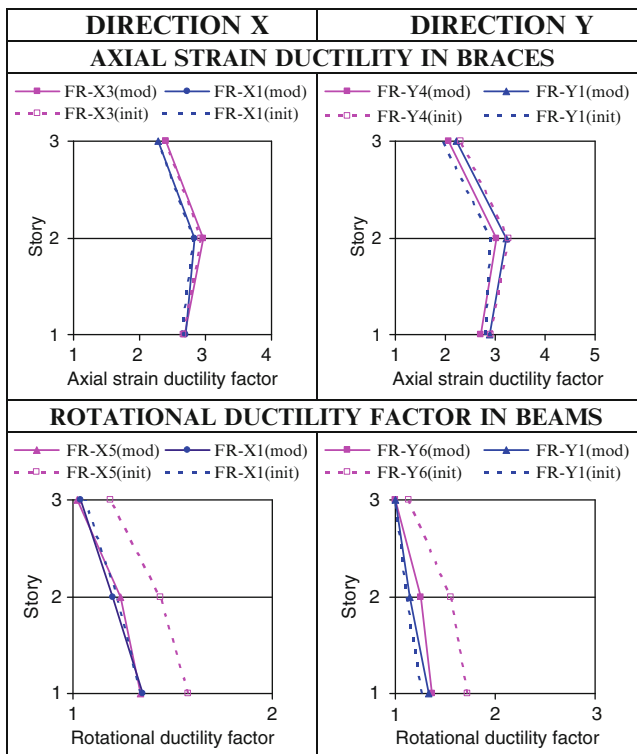 DIRECTION X DIRECTION Y
AXIAL STRAIN DUCTILITY IN BRACES
FR-X3(mod) FR-X1(mod)
FR-X3(init) FR-X1(init)
3
2
1
Story
1 2 3 4
Axial strain ductility factor
FR-Y4(mod) FR-Y1(mod)
FR-Y4(init) FR-Y1(init)
3
2
1
Story
1 2 3 4 5
Axial strain ductility factor
ROTATIONAL DUCTILITY FACTOR IN BEAMS
FR-X5(mod) FR-X1(mod)
FR-X5(init) FR-X1(init)
3
2
1
Story
1 2
Rotational ductility factor
FR-Y6(mod) FR-Y1(mod)
FR-Y6(init) FR-Y1(init)
3
2
1
Story
1 2 3
Rotational ductility factor